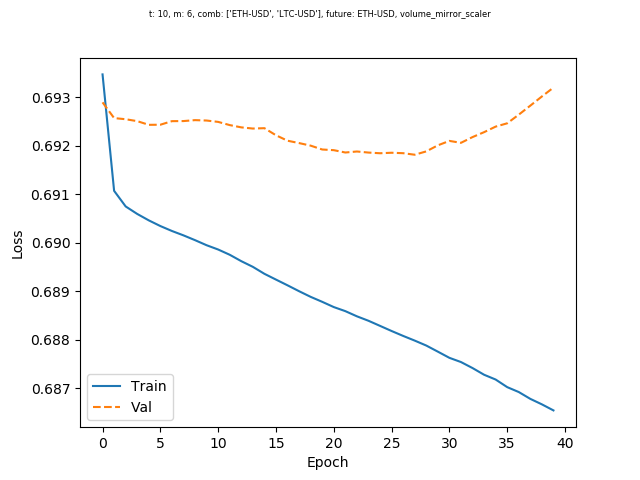 t: 10, m: 6, comb: ['ETH-USD', 'LTC-USD'], future: ETH-USD, volume_mirror_scaler
0.693
0.692
0.691
0.690
0.689
0.688
0.687
Loss
Train
Val
0 5 10 15 20 25 30 35 40
Epoch